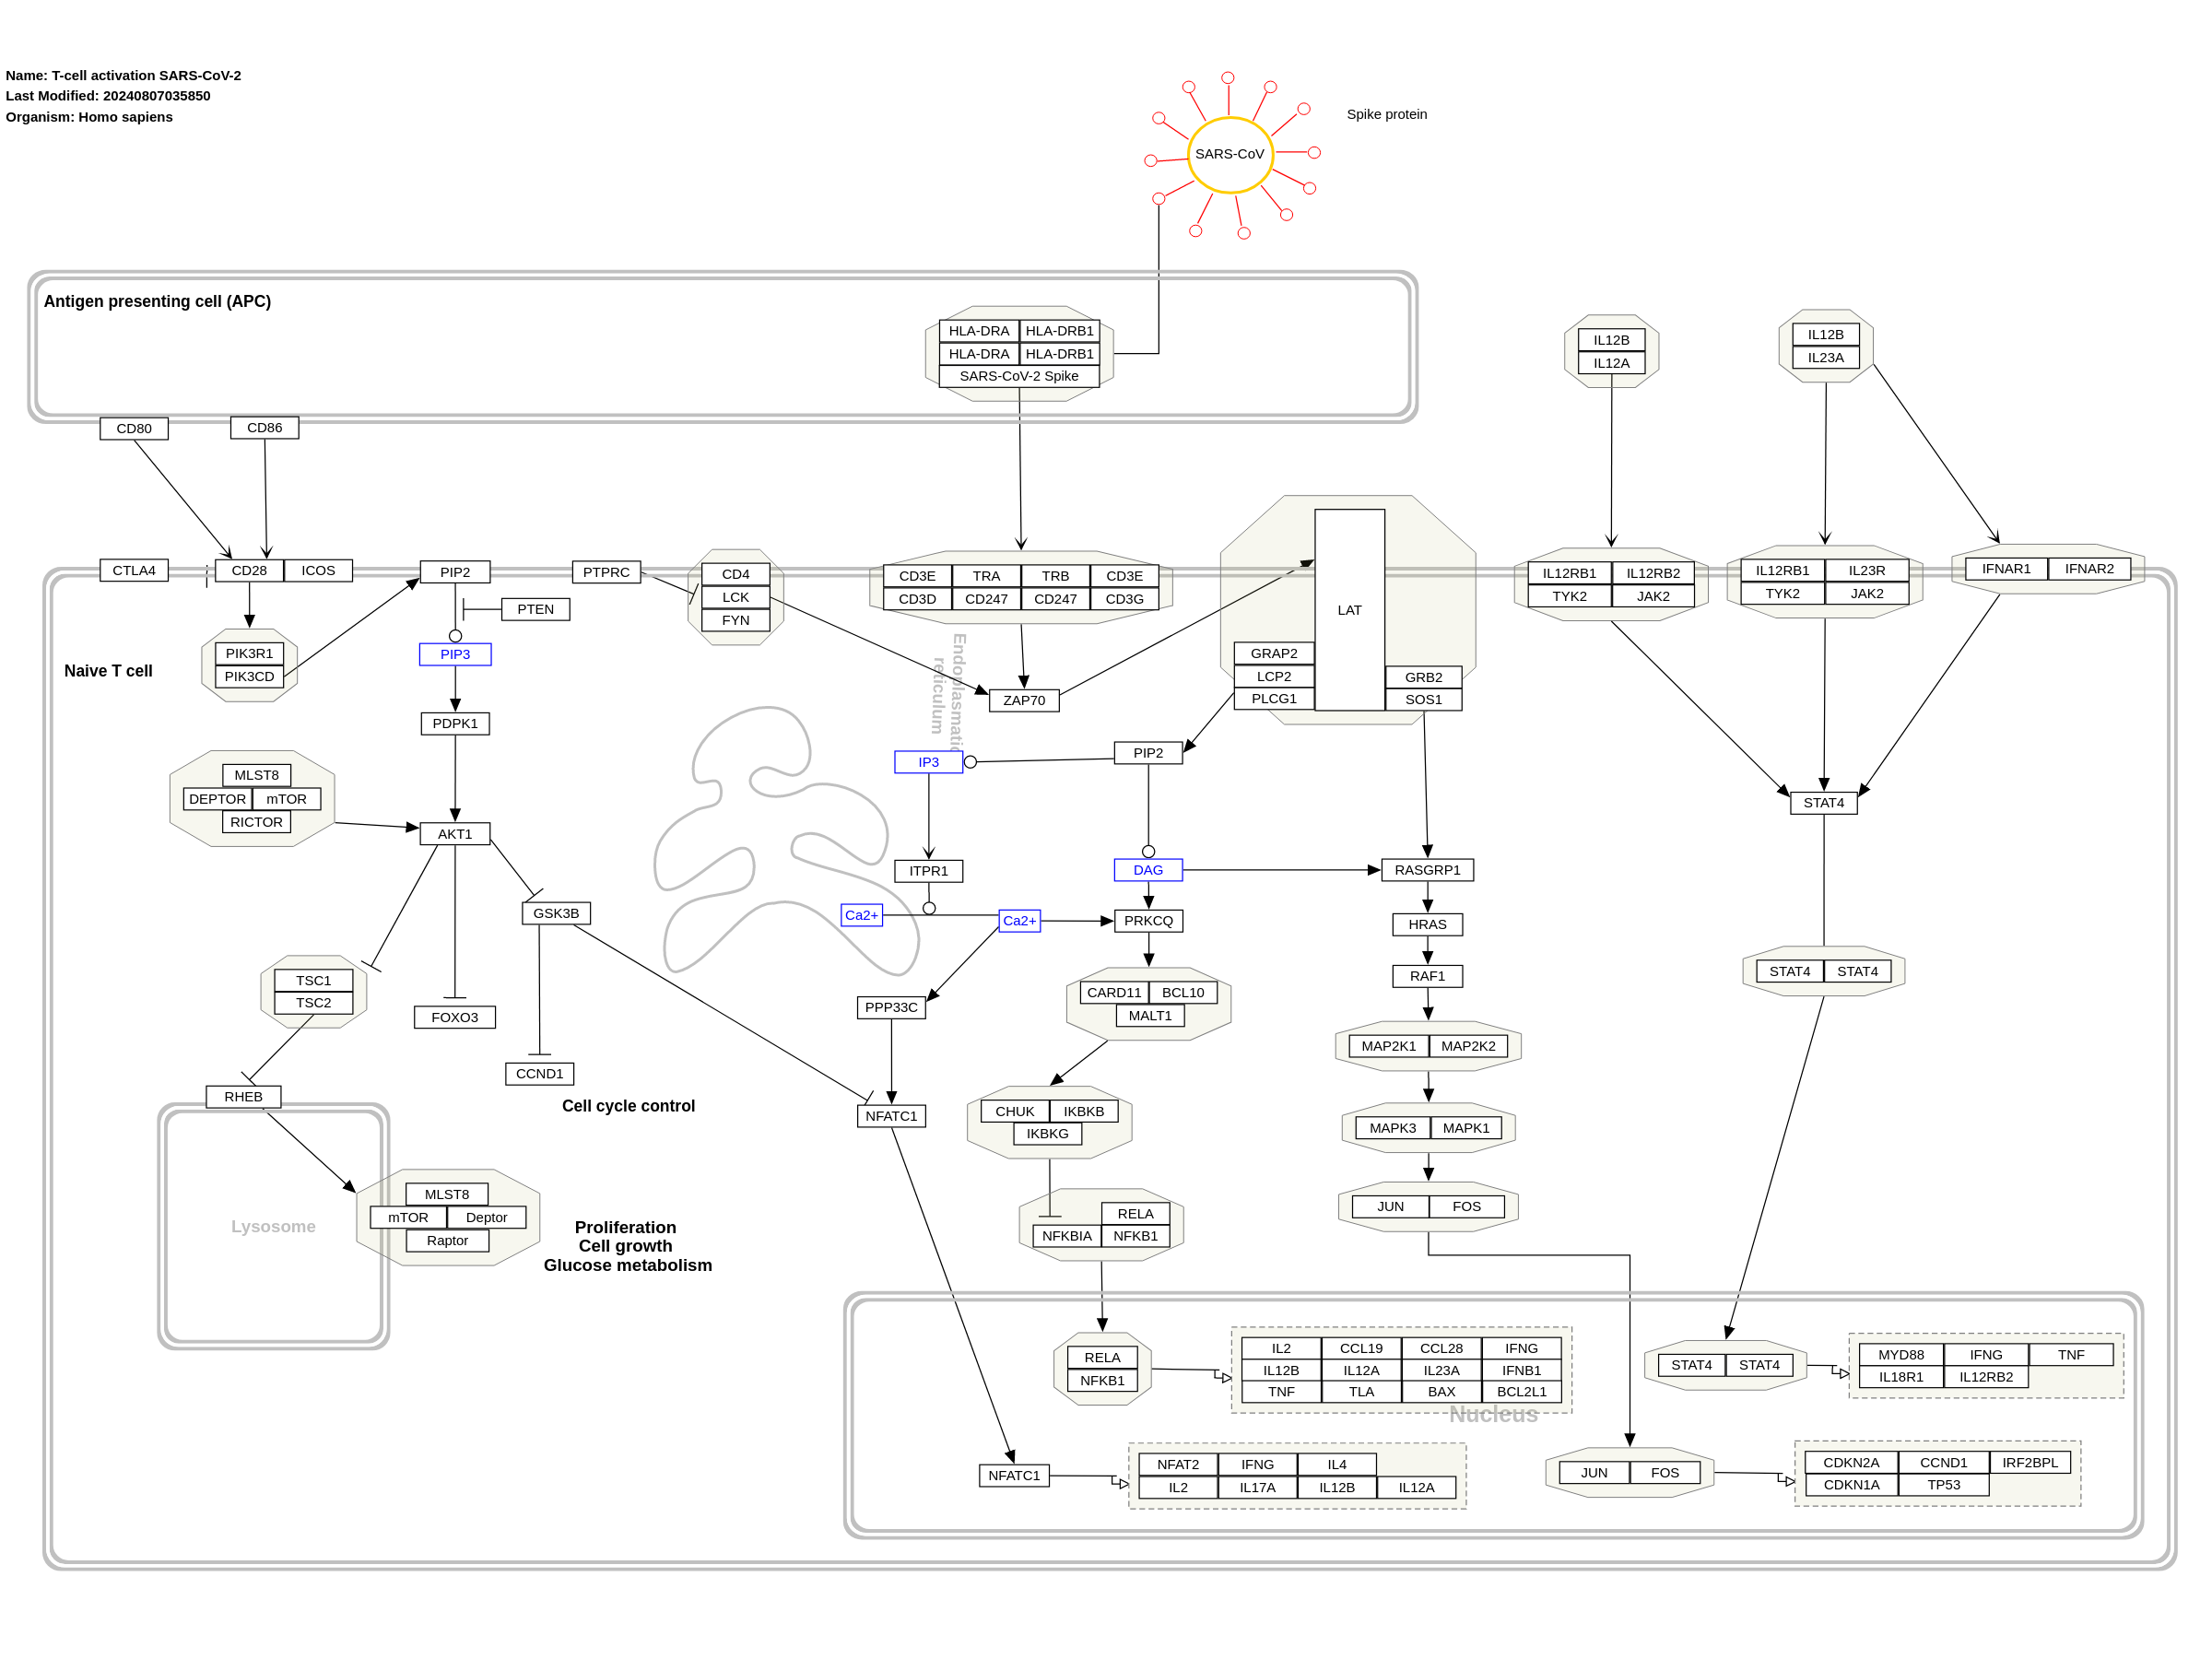 Name: T-cell activation SARS-CoV-2
Last Modified: 20240807035850
Organism: Homo sapiens
Spike protein
SARS-CoV
Antigen presenting cell (APC)
HLA-DRA HLA-DRB1
HLA-DRA HLA-DRB1
SARS-CoV-2 Spike
IL12B
IL12A
IL12B
IL23A
CD80 CD86
CTLA4 CD28 ICOS PIP2 PTPRC
CD4
LCK
FYN
CD3E TRA TRB CD3E
CD3D CD247 CD247 CD3G
LAT
GRAP2
LCP2
PLCG1
GRB2
SOS1
IL12RB1 IL12RB2
TYK2 JAK2
IL12RB1 IL23R
TYK2 JAK2
IFNAR1 IFNAR2
PTEN
PIP3
Naive T cell
PIK3R1
PIK3CD
Endoplasmatic
reticulum
ZAP70
PDPK1
IP3
PIP2
MLST8
DEPTOR mTOR
RICTOR
AKT1
STAT4
ITPR1
DAG
RASGRP1
GSK3B
Ca2+ Ca2+
PRKCQ
HRAS
RAF1
STAT4 STAT4
TSC1
TSC2
FOXO3
PPP33C
CARD11 BCL10
MALT1
MAP2K1 MAP2K2
CCND1
RHEB
Cell cycle control
NFATC1
CHUK IKBKB
IKBKG
MAPK3 MAPK1
Lysosome
MLST8
mTOR Deptor
Raptor
Proliferation
Cell growth
Glucose metabolism
RELA
NFKBIA NFKB1
JUN FOS
RELA
NFKB1
IL2 CCL19 CCL28 IFNG
IL12B IL12A IL23A IFNB1
TNF TLA BAX BCL2L1
Nucleus
STAT4 STAT4
MYD88 IFNG TNF
IL18R1 IL12RB2
NFATC1
NFAT2 IFNG IL4
IL2 IL17A IL12B IL12A
JUN FOS
CDKN2A CCND1 IRF2BPL
CDKN1A TP53